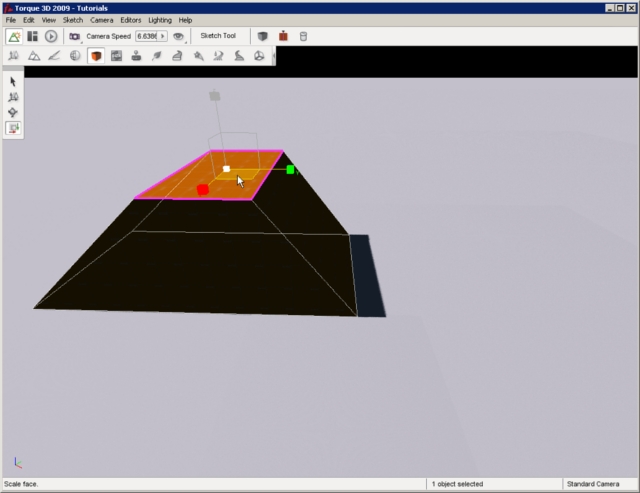 Torque 3D 2009 - Tutorials
File Edit View Sketch Camera Editors Lighting Help
Camera Speed 6.638 Sketch Tool
Scale face. 1 object selected Standard Camera